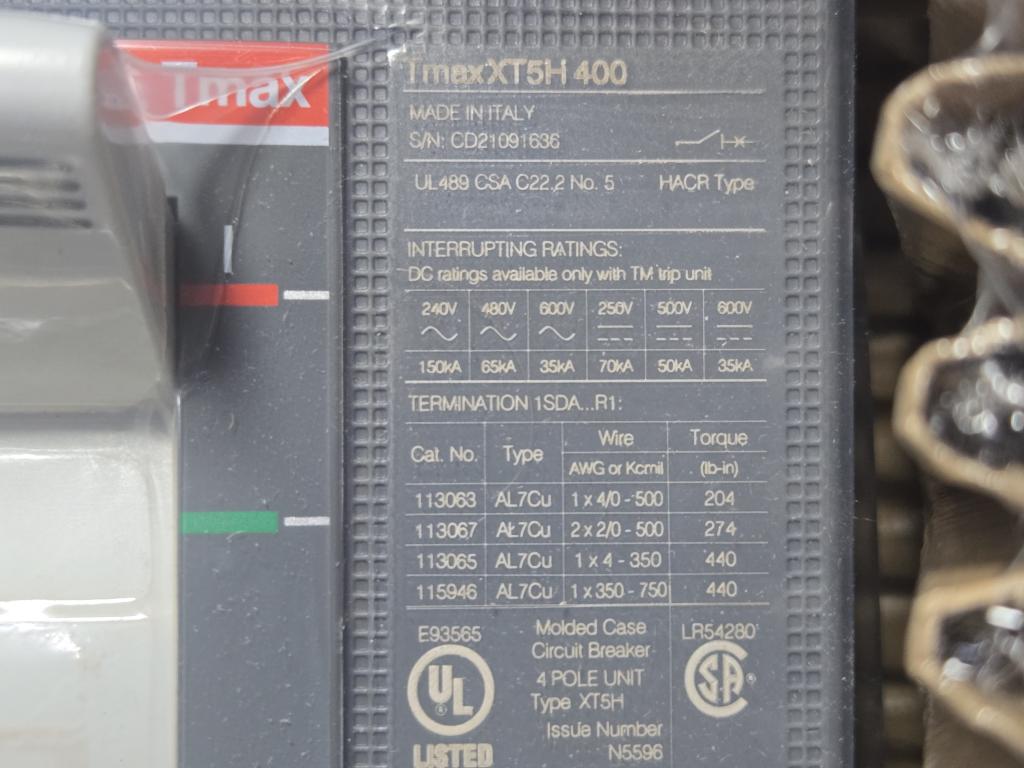 Tmax
TmaxXT5H 400
MADE IN ITALY
S/N: CD21091636
UL489 CSA C22.2 No. 5 HACR Type
INTERRUPTING RATINGS:
DC ratings available only with TM trip unit
240V 480V 600V 250V 500V 600V
150kA 65kA 35kA 70kA 50kA 35kA
TERMINATION 1SDA...R1:
Cat. No. Type Wire Torque
AWG or Kcmil (lb-in)
113063 AL7Cu 1 x 4/0 - 500 204
113067 AL7Cu 2 x 2/0 - 500 274
113065 AL7Cu 1 x 4 - 350 440
115946 AL7Cu 1 x 350 - 750 440
E93565 Molded Case LR54280
Circuit Breaker
UL® 4 POLE UNIT SA®
Type XT5H
Issue Number
LISTED N5596